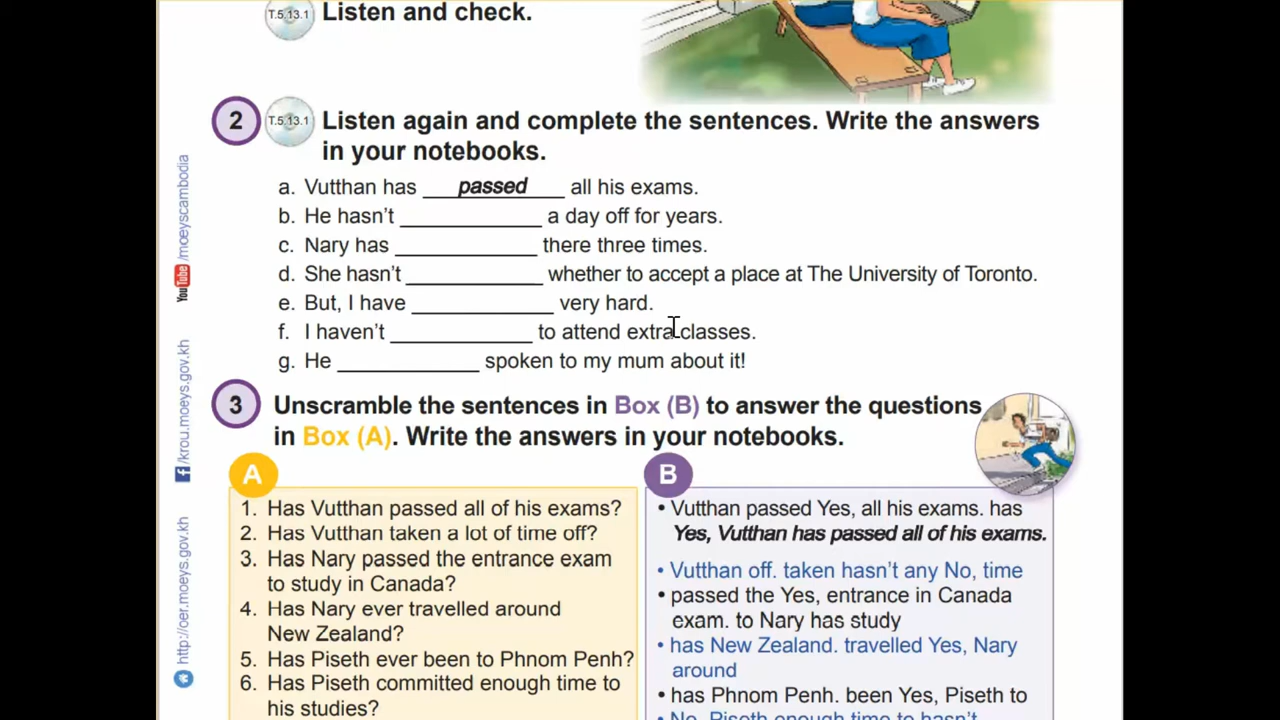 T.5.13.1 Listen and check.
2 T.5.13.1 Listen again and complete the sentences. Write the answers
in your notebooks.
a. Vutthan has ____passed____ all his exams.
b. He hasn't ____________ a day off for years.
c. Nary has ____________ there three times.
d. She hasn't ____________ whether to accept a place at The University of Toronto.
e. But, I have ____________ very hard.
f. I haven't ____________ to attend extra classes.
g. He ____________ spoken to my mum about it!
YouTube /moeyscambodia
f /krou.moeys.gov.kh
http://oer.moeys.gov.kh
3 Unscramble the sentences in Box (B) to answer the questions
in Box (A). Write the answers in your notebooks.
A
1. Has Vutthan passed all of his exams?
2. Has Vutthan taken a lot of time off?
3. Has Nary passed the entrance exam
to study in Canada?
4. Has Nary ever travelled around
New Zealand?
5. Has Piseth ever been to Phnom Penh?
6. Has Piseth committed enough time to
his studies?
B
• Vutthan passed Yes, all his exams. has
Yes, Vutthan has passed all of his exams.
• Vutthan off. taken hasn't any No, time
• passed the Yes, entrance in Canada
exam. to Nary has study
• has New Zealand. travelled Yes, Nary
around
• has Phnom Penh. been Yes, Piseth to
• No, Piseth enough time to hasn't